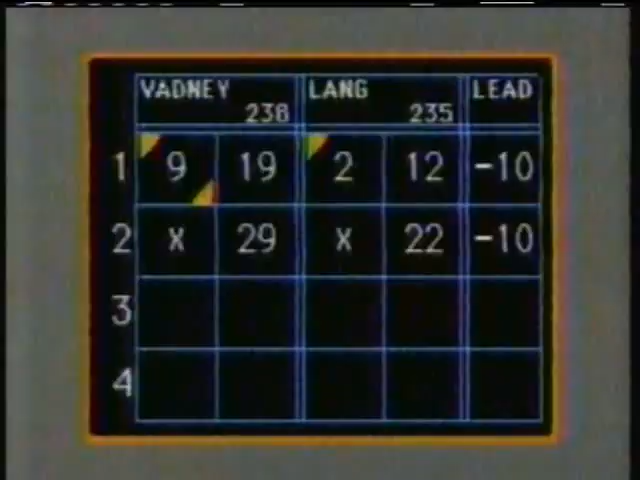 VADNEY LANG LEAD
238 235
1 9 19 2 12 -10
2 X 29 X 22 -10
3
4